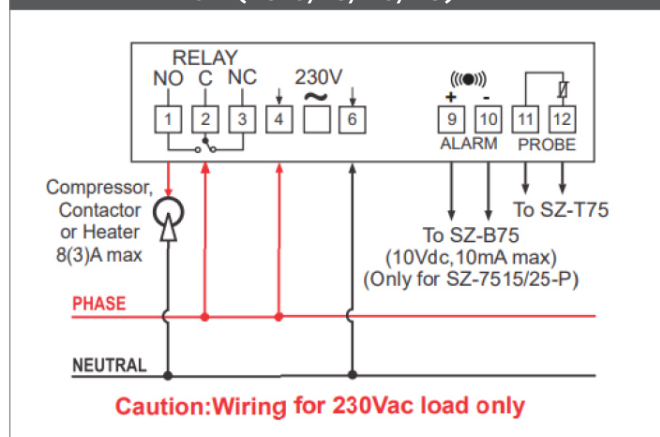 RELAY
NO C NC 230V
~
+ -
1 2 3 4 6 9 10 11 12
ALARM PROBE
Compressor,
Contactor
or Heater
8(3)A max
To SZ-T75
To SZ-B75
(10Vdc,10mA max)
(Only for SZ-7515/25-P)
PHASE
NEUTRAL
Caution:Wiring for 230Vac load only